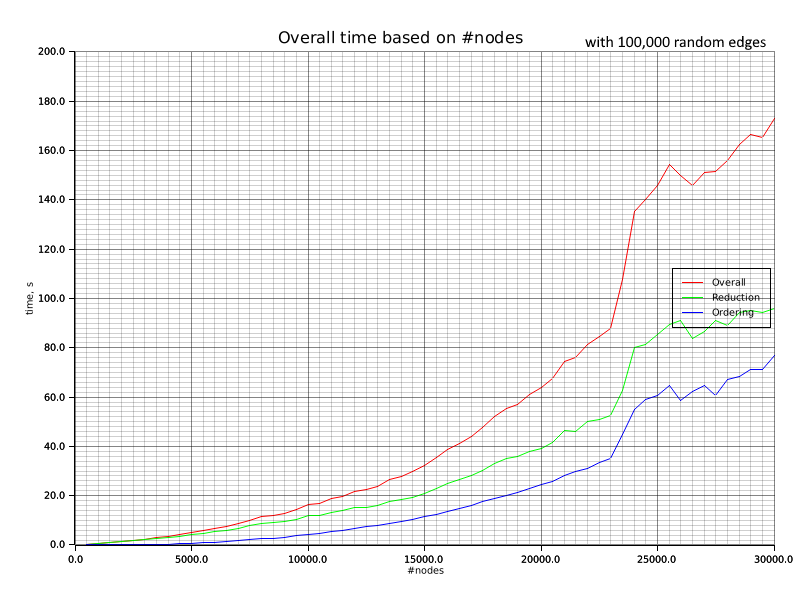 Overall time based on #nodes
with 100,000 random edges
200.0
180.0
160.0
140.0
120.0
100.0
80.0
60.0
40.0
20.0
0.0
time, s
Overall
Reduction
Ordering
0.0 5000.0 10000.0 15000.0 20000.0 25000.0 30000.0
#nodes